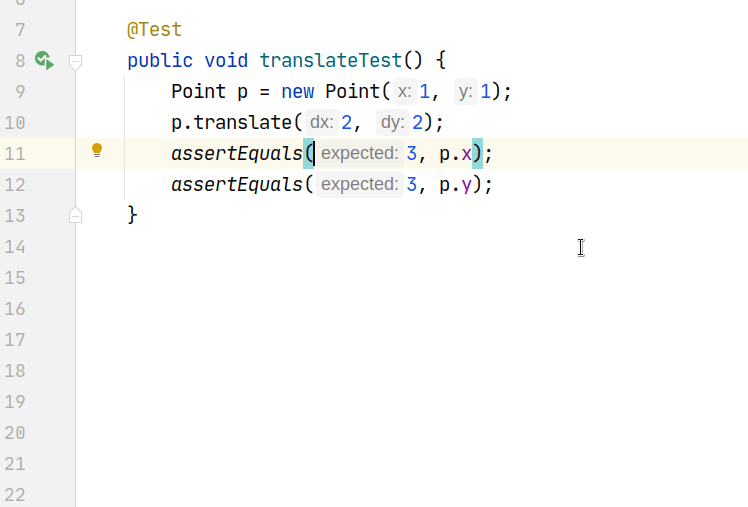 7 @Test
8 public void translateTest() {
9 Point p = new Point( x: 1, y: 1);
10 p.translate( dx: 2, dy: 2);
11 assertEquals( expected: 3, p.x);
12 assertEquals( expected: 3, p.y);
13 }
14
15
16
17
18
19
20
21
22